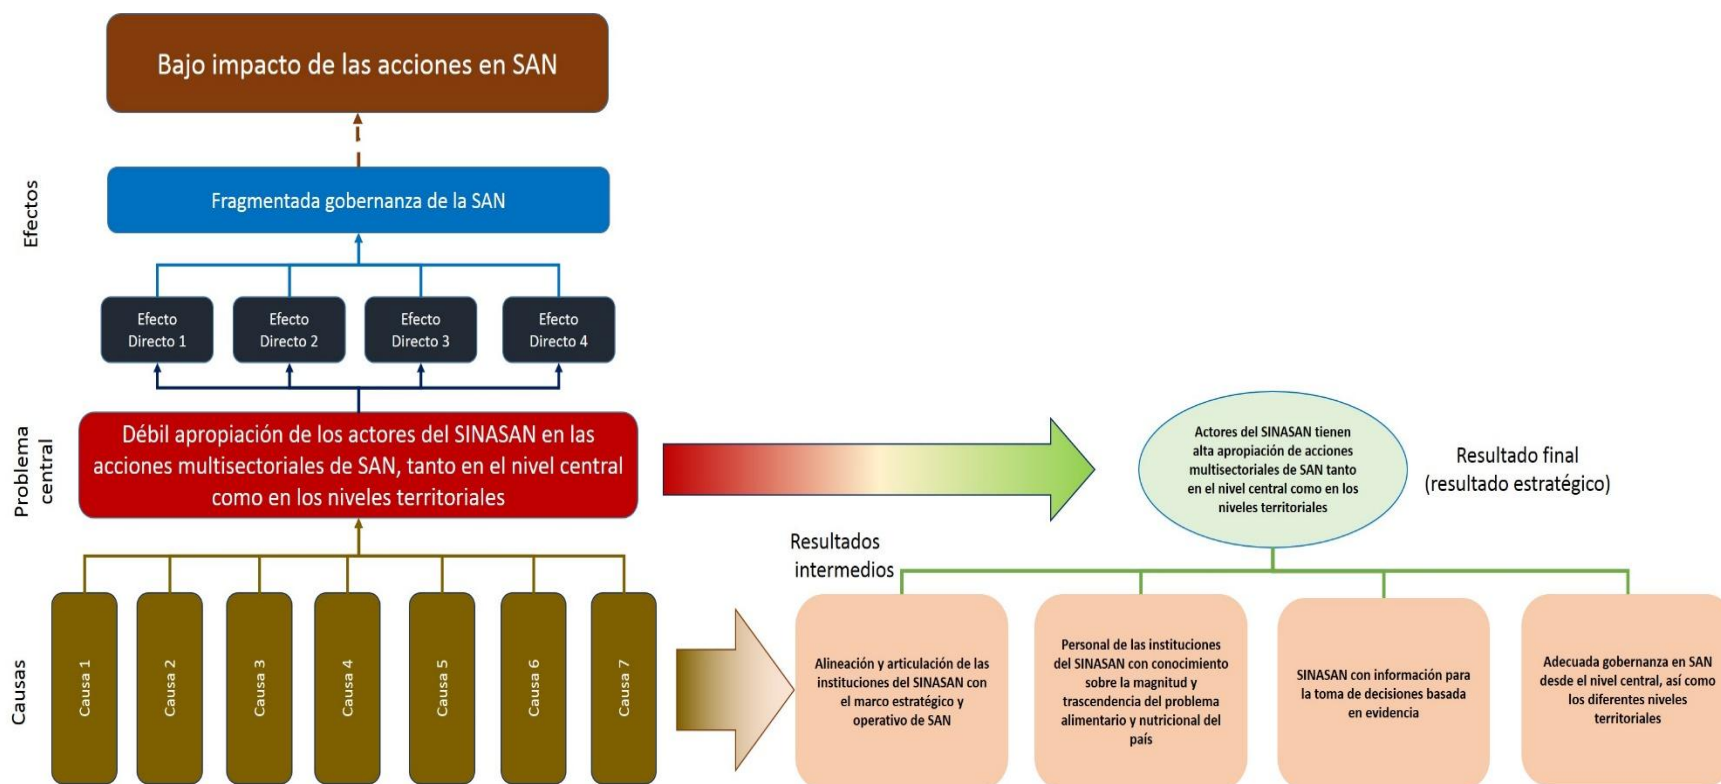 Bajo impacto de las acciones en SAN
Efectos
Fragmentada gobernanza de la SAN
Efecto
Directo 1
Efecto
Directo 2
Efecto
Directo 3
Efecto
Directo 4
Problema
central
Débil apropiación de los actores del SINASAN en las
acciones multisectoriales de SAN, tanto en el nivel central
como en los niveles territoriales
Actores del SINASAN tienen
alta apropiación de acciones
multisectoriales de SAN tanto
en el nivel central como en los
niveles territoriales
Resultado final
(resultado estratégico)
Causas
Causa 1
Causa 2
Causa 3
Causa 4
Causa 5
Causa 6
Causa 7
Resultados
intermedios
Alineación y articulación de las
instituciones del SINASAN con
el marco estratégico y
operativo de SAN
Personal de las instituciones
del SINASAN con conocimiento
sobre la magnitud y
trascendencia del problema
alimentario y nutricional del
país
SINASAN con información para
la toma de decisiones basada
en evidencia
Adecuada gobernanza en SAN
desde el nivel central, así como
los diferentes niveles
territoriales